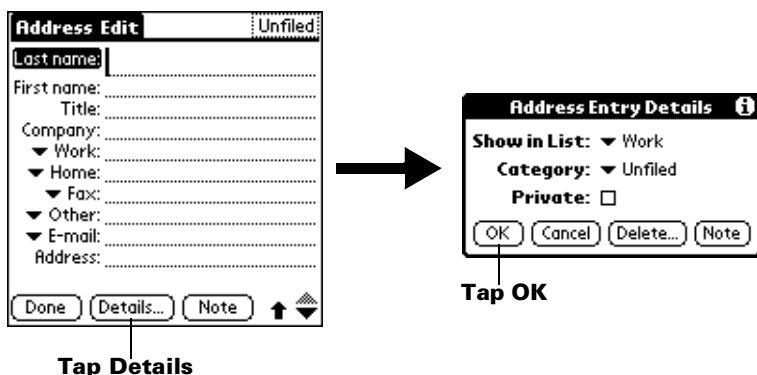 Address Edit Unfiled
Last name:
First name:
Title:
Company:
Work:
Home:
Fax:
Other:
E-mail:
Address:
Done Details... Note
Tap Details
Address Entry Details
Show in List: Work
Category: Unfiled
Private:
OK Cancel Delete... Note
Tap OK